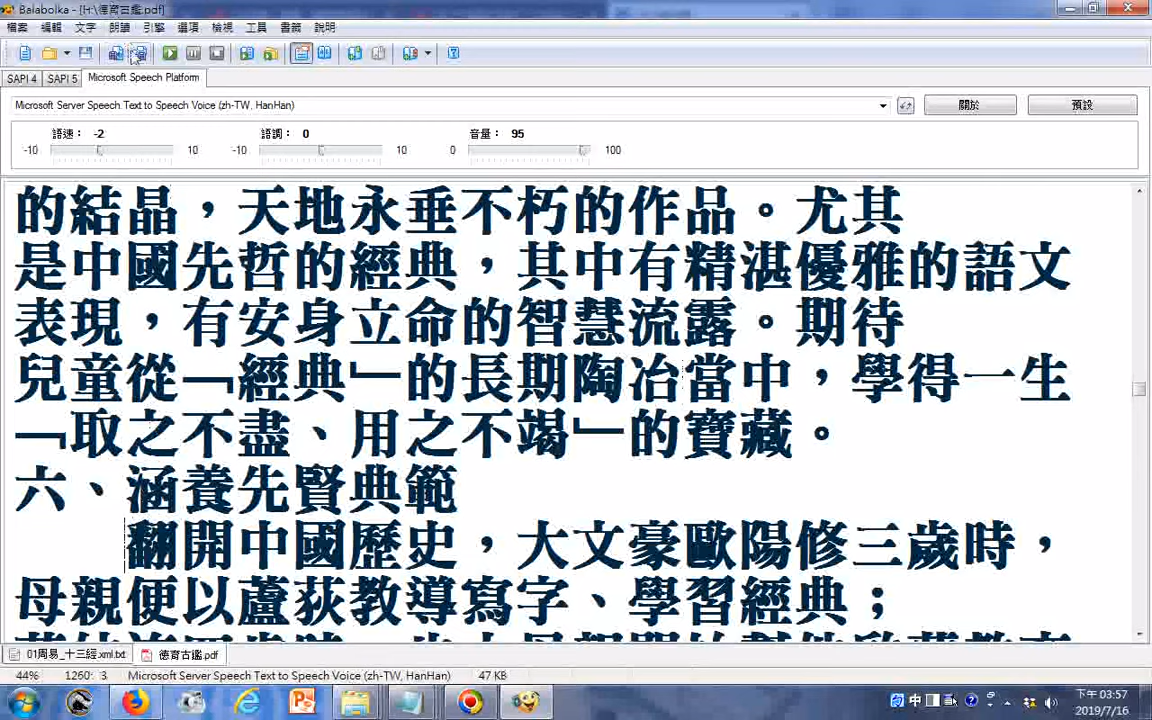 Balabolka - [H:\德育古鑑.pdf]
檔案 編輯 文字 朗讀 引擎 選項 檢視 工具 書籤 說明
SAPI 4 SAPI 5 Microsoft Speech Platform
Microsoft Server Speech Text to Speech Voice (zh-TW, HanHan) 關於 預設
語速： -2 語調： 0 音量： 95
-10 10 -10 10 0 100
的結晶，天地永垂不朽的作品。尤其
是中國先哲的經典，其中有精湛優雅的語文
表現，有安身立命的智慧流露。期待
兒童從﹁經典﹂的長期陶冶當中，學得一生
﹁取之不盡、用之不竭﹂的寶藏。
六、涵養先賢典範
翻開中國歷史，大文豪歐陽修三歲時，
母親便以蘆荻教導寫字、學習經典；
01周易_十三經.xml.txt 德育古鑑.pdf
44% 1260: 3 Microsoft Server Speech Text to Speech Voice (zh-TW, HanHan) 47 KB
中 下午 03:57
2019/7/16